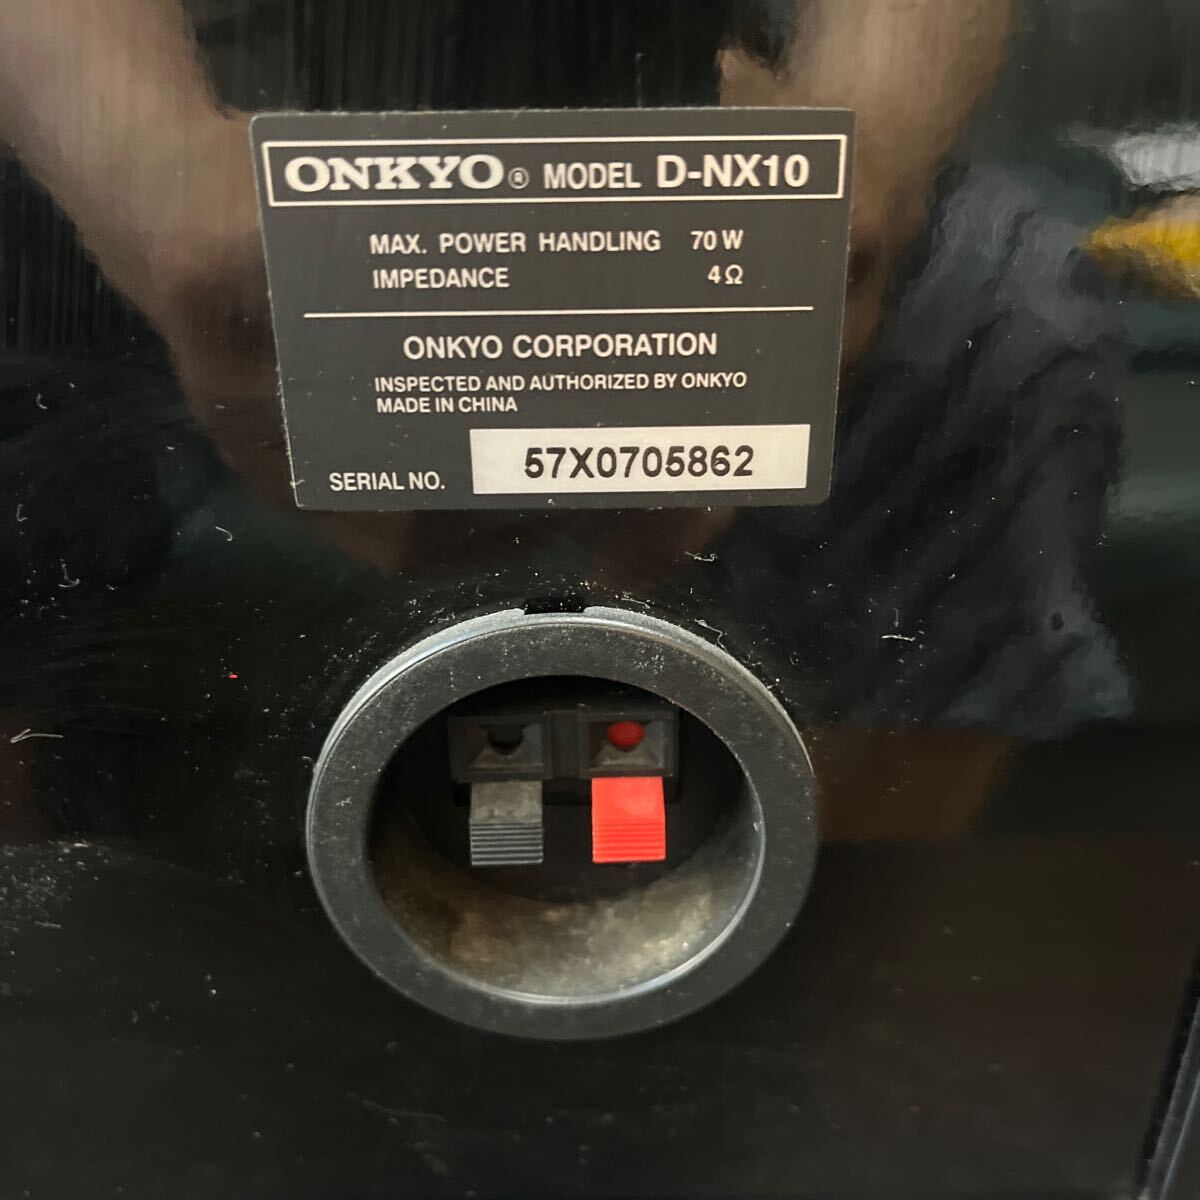 ONKYO® MODEL D-NX10
MAX. POWER HANDLING 70 W
IMPEDANCE 4Ω
ONKYO CORPORATION
INSPECTED AND AUTHORIZED BY ONKYO
MADE IN CHINA
SERIAL NO. 57X0705862